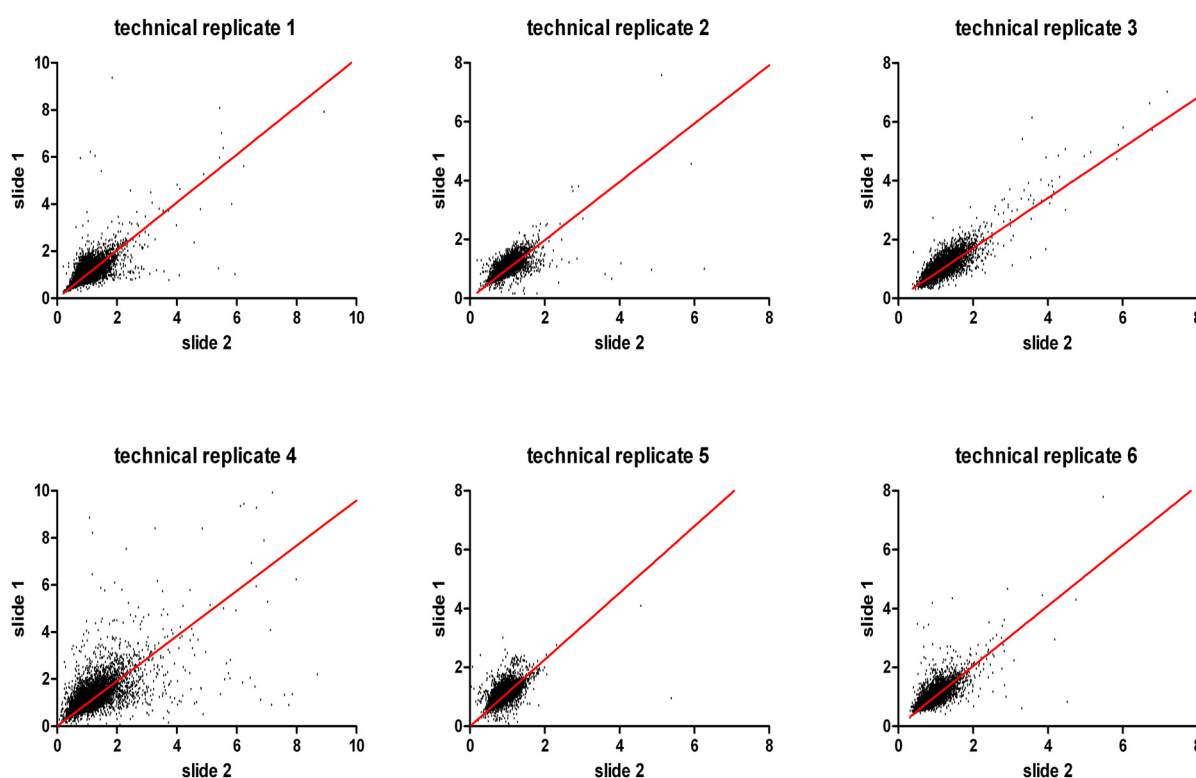 technical replicate 1
technical replicate 2
technical replicate 3
10
8
6
4
2
0
slide 1
0 2 4 6 8 10
slide 2
8
6
4
2
0
slide 1
0 2 4 6 8
slide 2
8
6
4
2
0
slide 1
0 2 4 6 8
slide 2
technical replicate 4
technical replicate 5
technical replicate 6
10
8
6
4
2
0
slide 1
0 2 4 6 8 10
slide 2
8
6
4
2
0
slide 1
0 2 4 6 8
slide 2
8
6
4
2
0
slide 1
0 2 4 6 8
slide 2